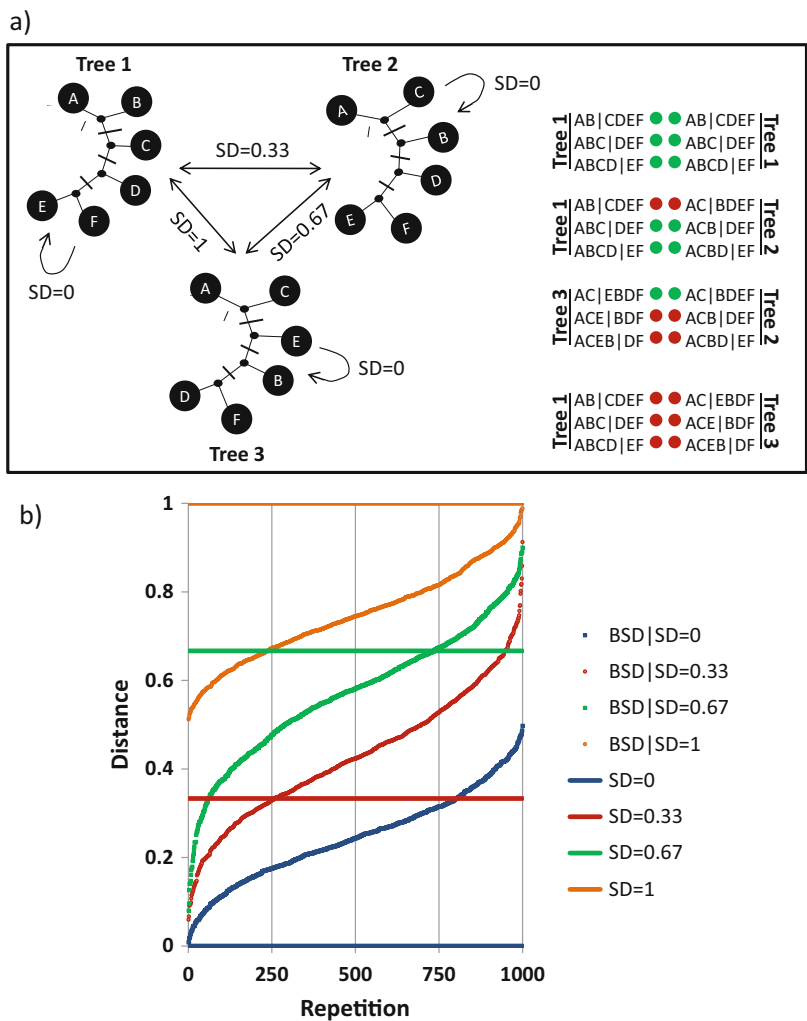 a)
Tree 1
Tree 2
A
B
C
D
E
F
SD=0
A
C
B
D
E
F
SD=0
SD=0.33
SD=1
SD=0.67
A
C
E
B
D
F
SD=0
Tree 3
Tree 1
AB|CDEF AB|CDEF
ABC|DEF ABC|DEF
ABCD|EF ABCD|EF
Tree 1
Tree 1
AB|CDEF AC|BDEF
ABC|DEF ACB|DEF
ABCD|EF ACBD|EF
Tree 2
Tree 3
AC|EBDF AC|BDEF
ACE|BDF ACB|DEF
ACEB|DF ACBD|EF
Tree 2
Tree 1
AB|CDEF AC|EBDF
ABC|DEF ACE|BDF
ABCD|EF ACEB|DF
Tree 3
b)
Distance
1
0.8
0.6
0.4
0.2
0
0 250 500 750 1000
Repetition
BSD|SD=0
BSD|SD=0.33
BSD|SD=0.67
BSD|SD=1
SD=0
SD=0.33
SD=0.67
SD=1